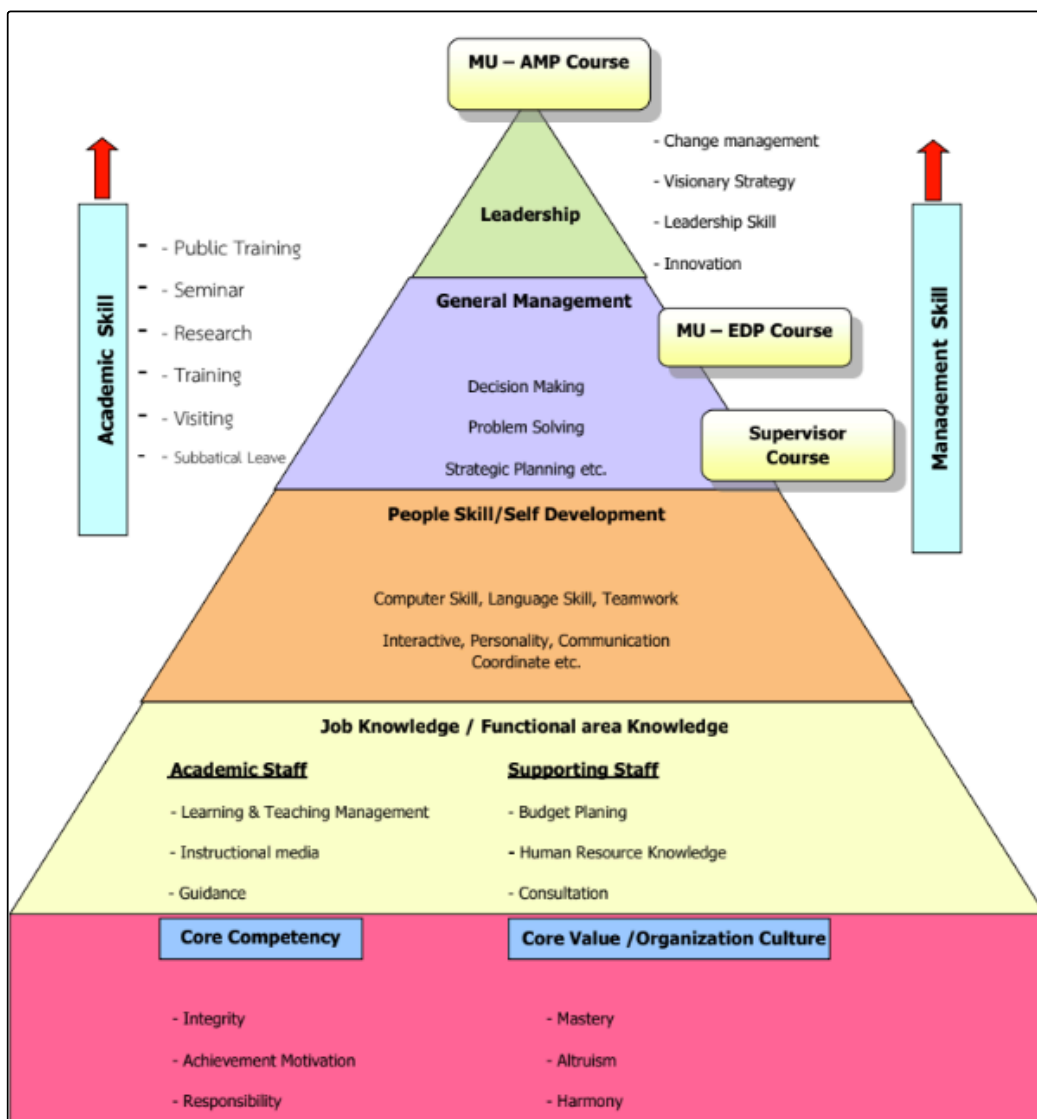 MU – AMP Course
- Change management
- Visionary Strategy
- Leadership Skill
- Innovation
Leadership
Academic Skill
- - Public Training
- - Seminar
- - Research
- - Training
- - Visiting
- - Subbatical Leave
Management Skill
General Management
MU – EDP Course
Decision Making
Problem Solving
Strategic Planning etc.
Supervisor
Course
People Skill/Self Development
Computer Skill, Language Skill, Teamwork
Interactive, Personality, Communication
Coordinate etc.
Job Knowledge / Functional area Knowledge
Academic Staff
- Learning & Teaching Management
- Instructional media
- Guidance
Supporting Staff
- Budget Planing
- Human Resource Knowledge
- Consultation
Core Competency
- Integrity
- Achievement Motivation
- Responsibility
Core Value /Organization Culture
- Mastery
- Altruism
- Harmony